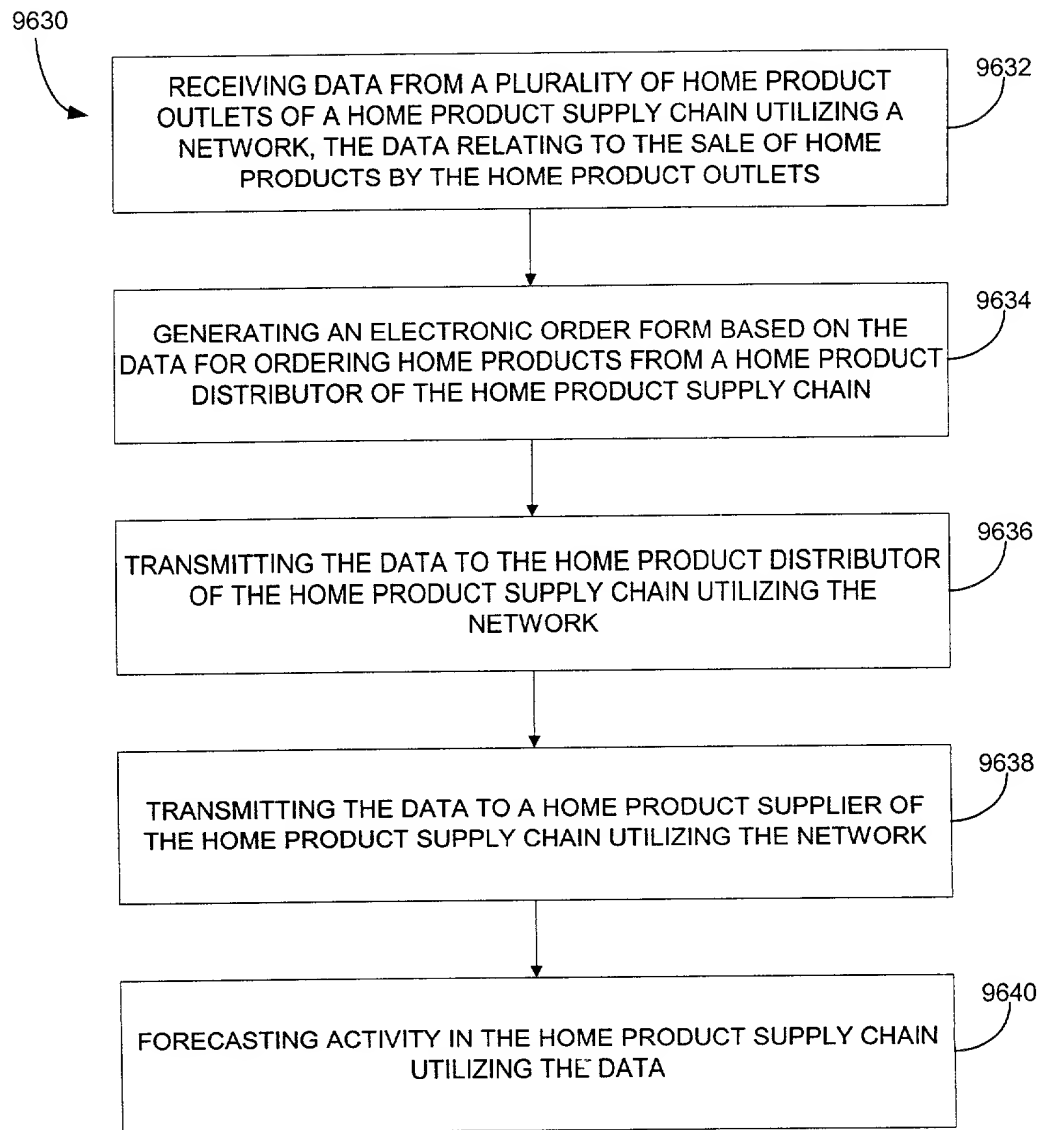 9630
RECEIVING DATA FROM A PLURALITY OF HOME PRODUCT
OUTLETS OF A HOME PRODUCT SUPPLY CHAIN UTILIZING A
NETWORK, THE DATA RELATING TO THE SALE OF HOME
PRODUCTS BY THE HOME PRODUCT OUTLETS
9632
GENERATING AN ELECTRONIC ORDER FORM BASED ON THE
DATA FOR ORDERING HOME PRODUCTS FROM A HOME PRODUCT
DISTRIBUTOR OF THE HOME PRODUCT SUPPLY CHAIN
9634
TRANSMITTING THE DATA TO THE HOME PRODUCT DISTRIBUTOR
OF THE HOME PRODUCT SUPPLY CHAIN UTILIZING THE
NETWORK
9636
TRANSMITTING THE DATA TO A HOME PRODUCT SUPPLIER OF
THE HOME PRODUCT SUPPLY CHAIN UTILIZING THE NETWORK
9638
FORECASTING ACTIVITY IN THE HOME PRODUCT SUPPLY CHAIN
UTILIZING THE DATA
9640